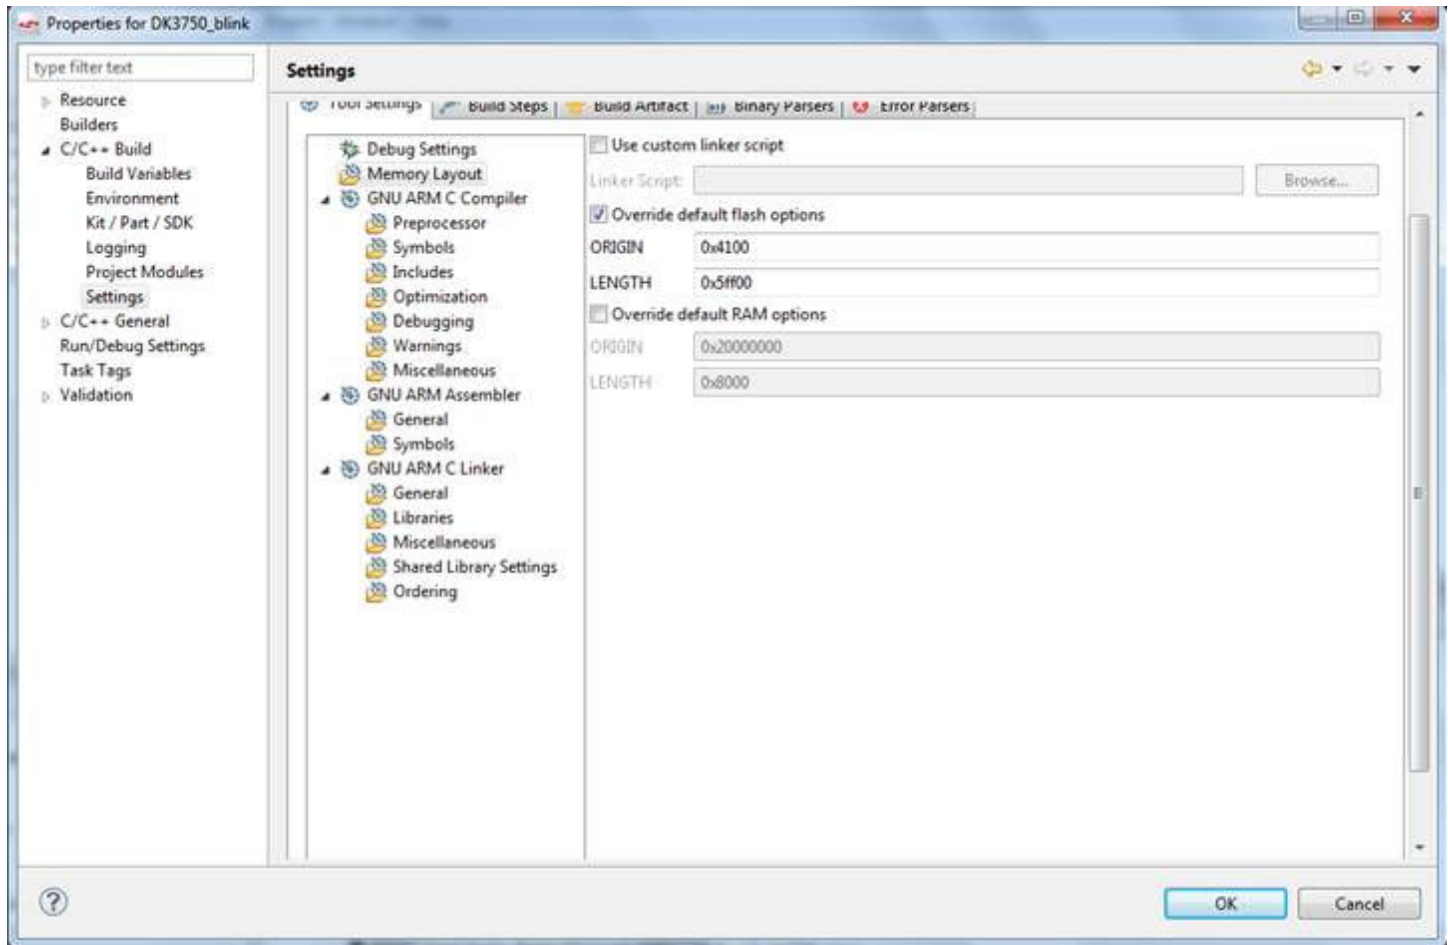 Properties for DK3750_blink
type filter text
Resource
Builders
C/C++ Build
Build Variables
Environment
Kit / Part / SDK
Logging
Project Modules
Settings
C/C++ General
Run/Debug Settings
Task Tags
Validation
Settings
Tool Settings
Build Steps
Build Artifact
Binary Parsers
Error Parsers
Debug Settings
Memory Layout
GNU ARM C Compiler
Preprocessor
Symbols
Includes
Optimization
Debugging
Warnings
Miscellaneous
GNU ARM Assembler
General
Symbols
GNU ARM C Linker
General
Libraries
Miscellaneous
Shared Library Settings
Ordering
Use custom linker script
Linker Script:
Browse...
Override default flash options
ORIGIN 0x4100
LENGTH 0x5ff00
Override default RAM options
ORIGIN 0x20000000
LENGTH 0x8000
OK
Cancel